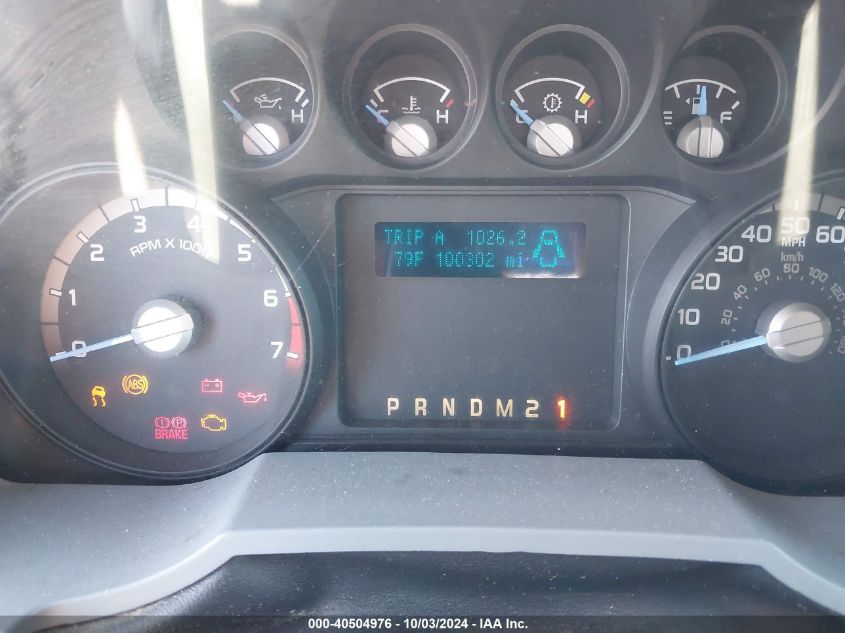 H
C H
C H
E F
0 1 2 3 4 5 6 7
RPM X 1000
TRIP A 1026.2
79F 100302 mi
0 10 20 30 40 50 60
MPH
km/h
20 40 60 80 100 120
ABS
P
BRAKE
P R N D M 2 1
000-40504976 - 10/03/2024 - IAA Inc.